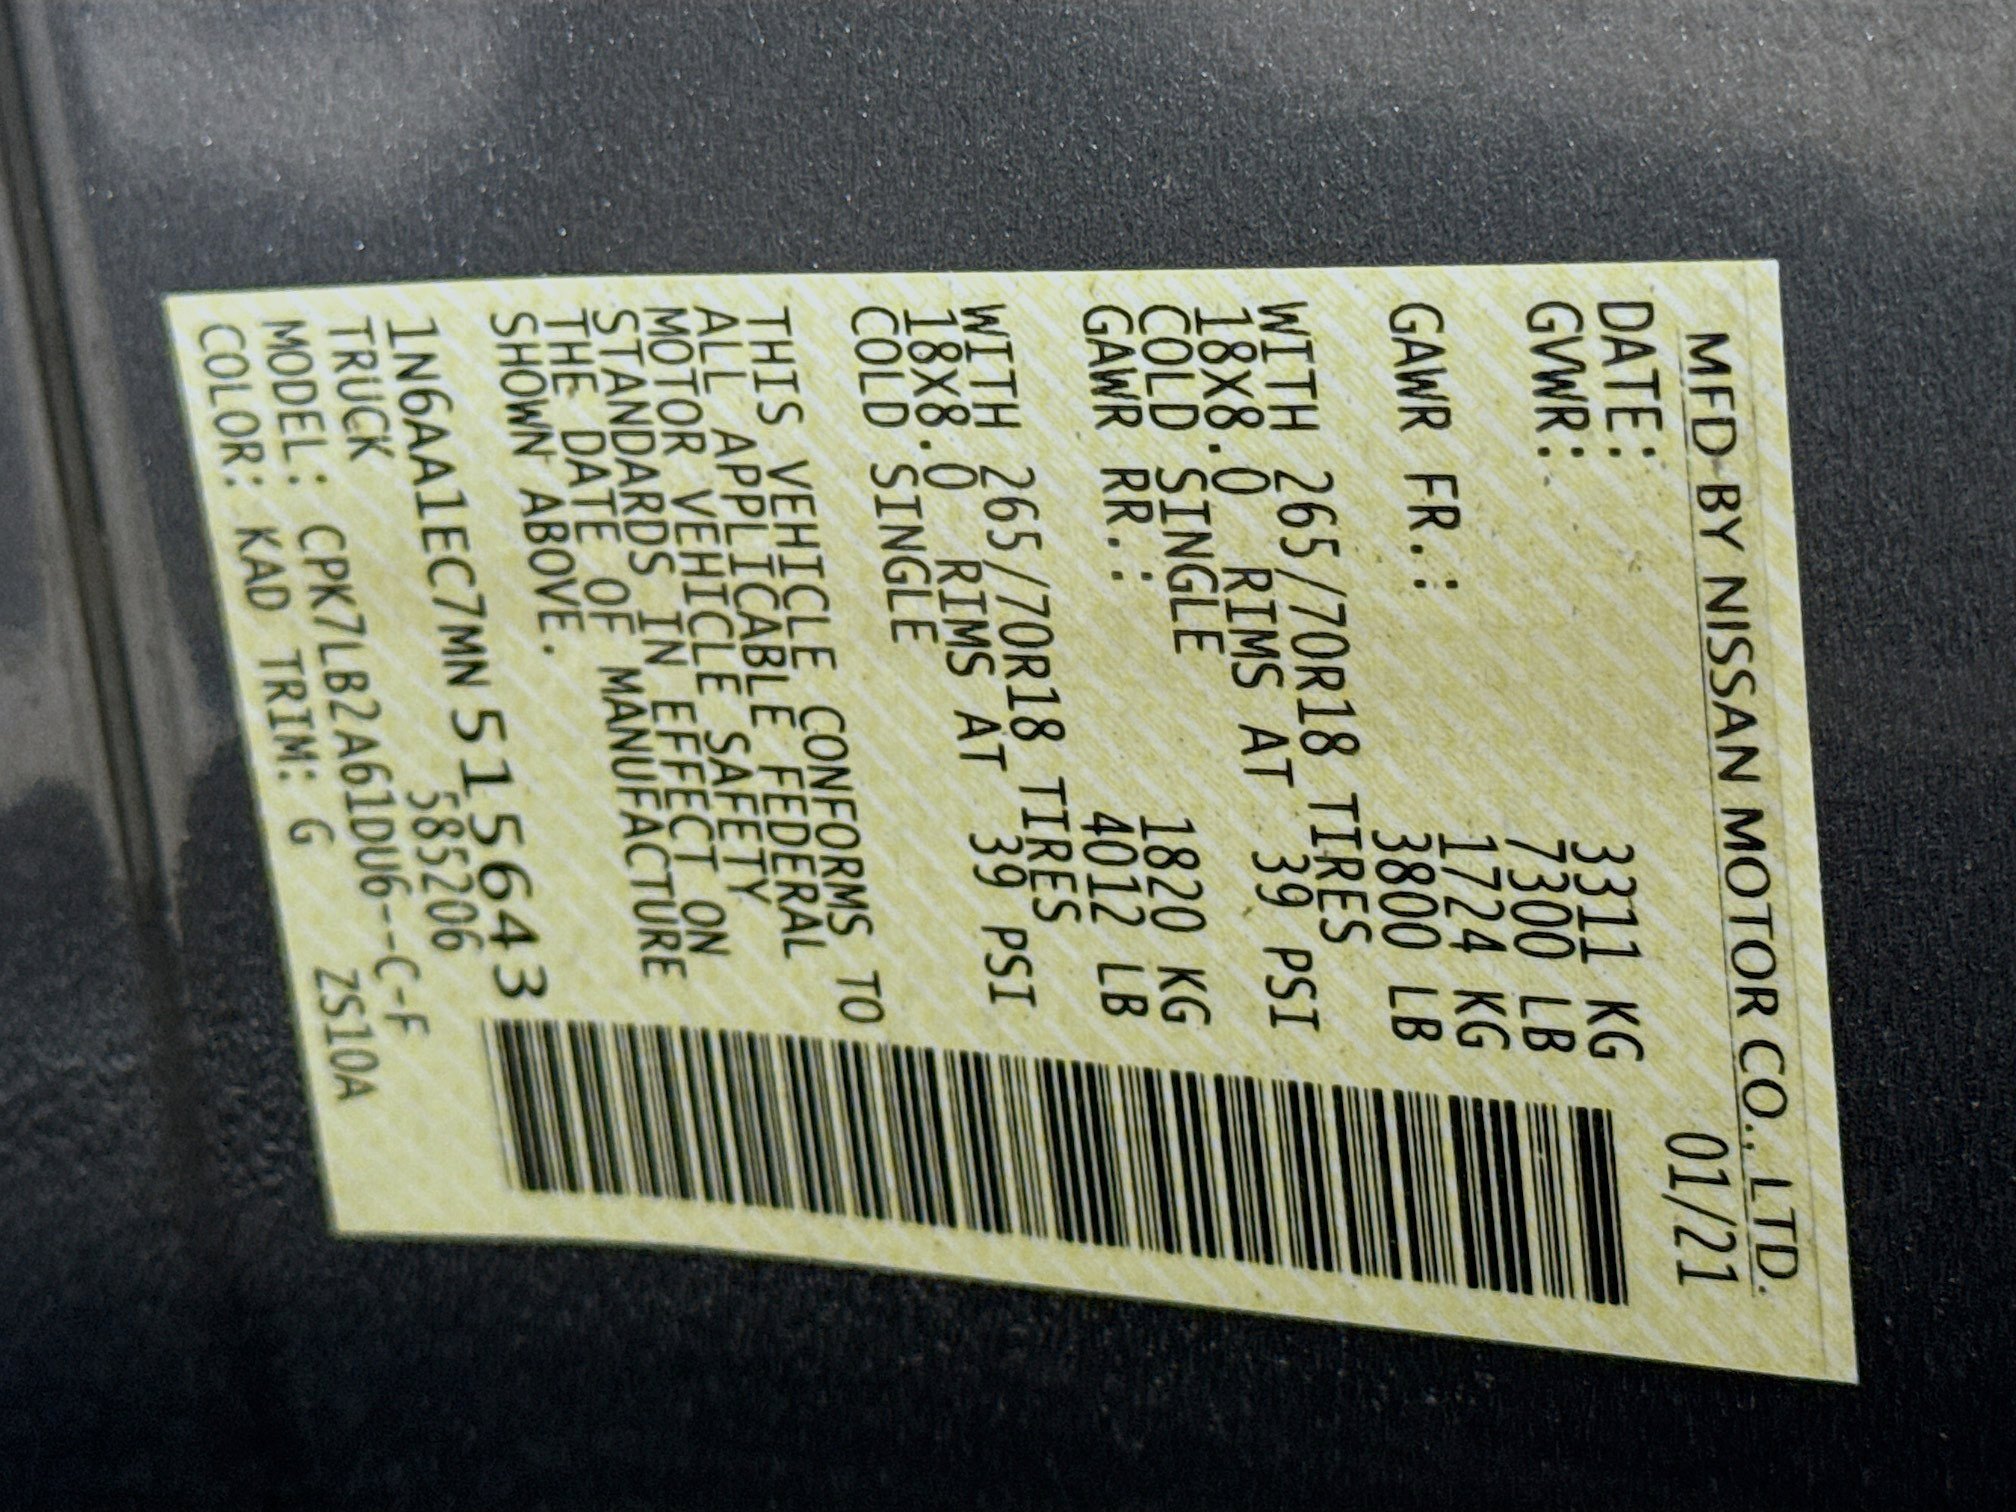 MFD BY NISSAN MOTOR CO., LTD.
DATE: 01/21
GVWR: 3311 KG
7300 LB
GAWR FR.: 1724 KG
3800 LB
WITH 265/70R18 TIRES
18X8.0 RIMS AT 39 PSI
COLD SINGLE
GAWR RR.: 1820 KG
4012 LB
WITH 265/70R18 TIRES
18X8.0 RIMS AT 39 PSI
COLD SINGLE
THIS VEHICLE CONFORMS TO
ALL APPLICABLE FEDERAL
MOTOR VEHICLE SAFETY
STANDARDS IN EFFECT ON
THE DATE OF MANUFACTURE
SHOWN ABOVE.
1N6AA1EC7MN 515643
TRUCK 585206
MODEL: CPK7LB2A61DU6--C-F
COLOR: KAD TRIM: G ZS10A